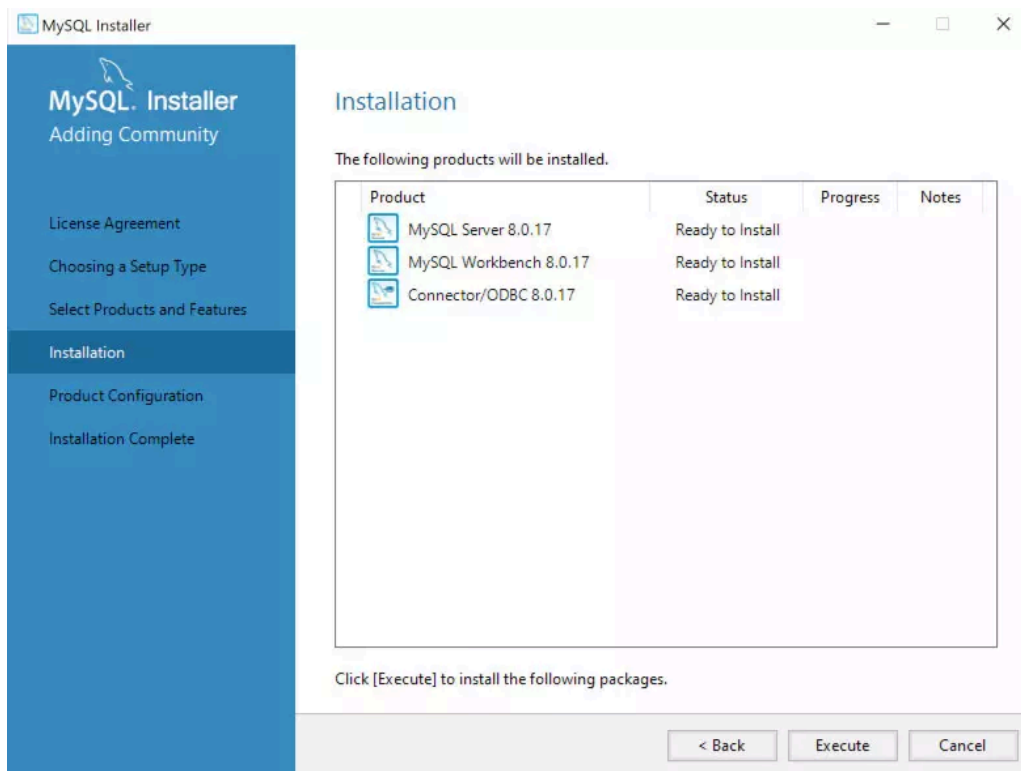 MySQL Installer
MySQL. Installer
Adding Community
License Agreement
Choosing a Setup Type
Select Products and Features
Installation
Product Configuration
Installation Complete
Installation
The following products will be installed.
Product Status Progress Notes
MySQL Server 8.0.17 Ready to Install
MySQL Workbench 8.0.17 Ready to Install
Connector/ODBC 8.0.17 Ready to Install
Click [Execute] to install the following packages.
< Back Execute Cancel